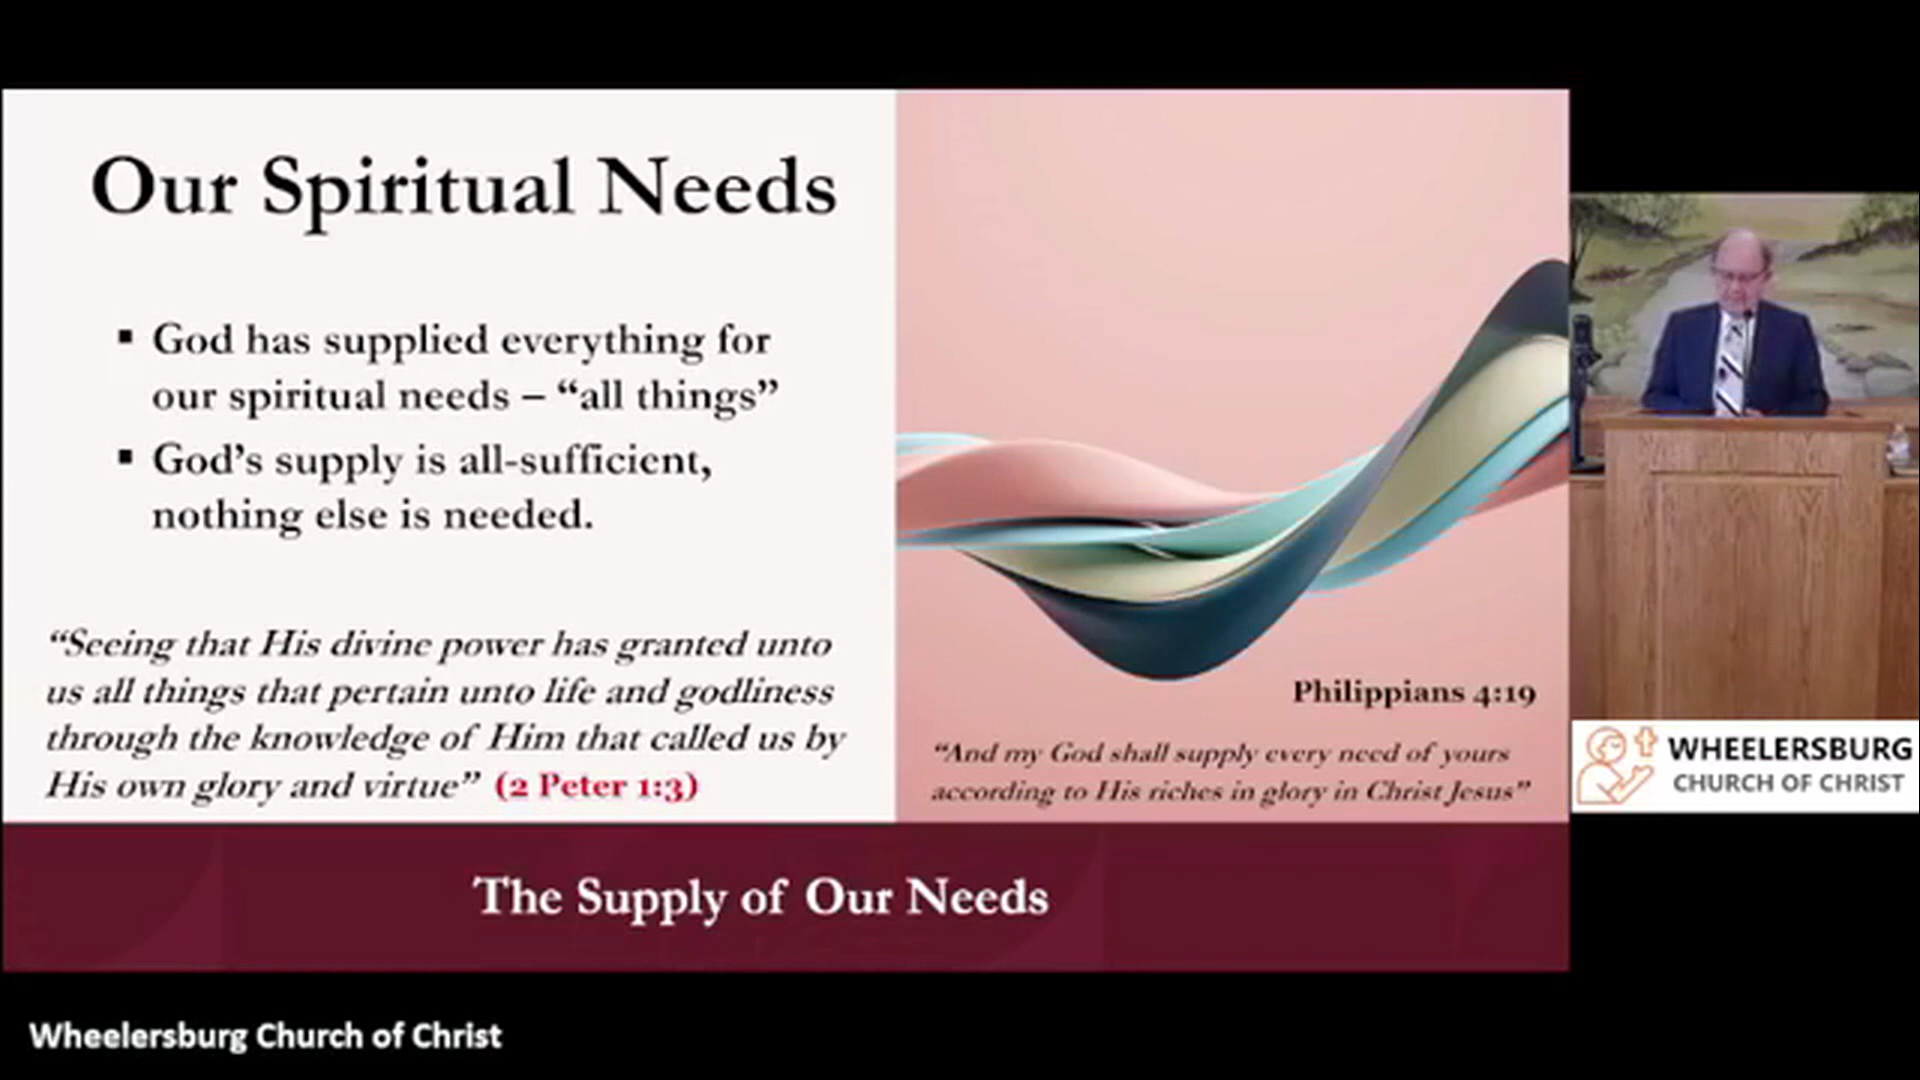 Our Spiritual Needs
▪ God has supplied everything for
our spiritual needs – “all things”
▪ God’s supply is all-sufficient,
nothing else is needed.
“Seeing that His divine power has granted unto
us all things that pertain unto life and godliness
through the knowledge of Him that called us by
His own glory and virtue” (2 Peter 1:3)
Philippians 4:19
“And my God shall supply every need of yours
according to His riches in glory in Christ Jesus”
The Supply of Our Needs
WHEELERSBURG
CHURCH OF CHRIST
Wheelersburg Church of Christ